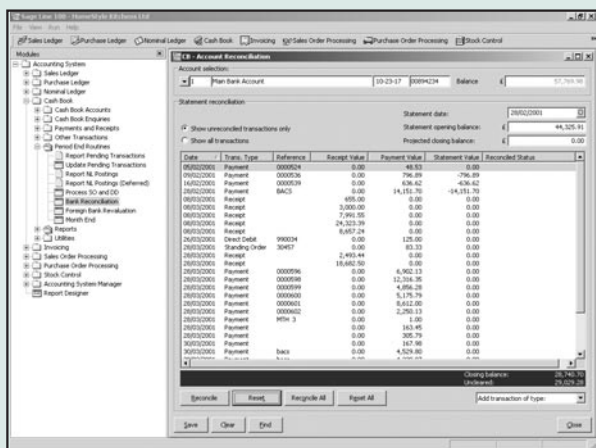 Sage Line 100 - HomeStyle Kitchens Ltd
File View Run Help
Sales Ledger Purchase Ledger Nominal Ledger Cash Book Invoicing Sales Order Processing Purchase Order Processing Stock Control
Modules
Accounting System
Sales Ledger
Purchase Ledger
Nominal Ledger
Cash Book
Cash Book Accounts
Cash Book Enquiries
Payments and Receipts
Other Transactions
Period End Routines
Report Pending Transactions
Update Pending Transactions
Report NL Postings
Report NL Postings (Deferred)
Process SO and DD
Bank Reconciliation
Foreign Bank Revaluation
Month End
Reports
Utilities
Invoicing
Sales Order Processing
Purchase Order Processing
Stock Control
Accounting System Manager
Report Designer
CB - Account Reconciliation
Account selection:
1 Main Bank Account 10-23-17 00894234 Balance £ 57,769.98
Statement reconciliation
Statement date: 28/02/2001
Show unreconciled transactions only Statement opening balance: £ 44,325.91
Show all transactions Projected closing balance: £ 0.00
Date / Trans. Type Reference Receipt Value Payment Value Statement Value Reconciled Status
05/02/2001 Payment 0000524 0.00 48.53 0.00
09/02/2001 Payment 0000536 0.00 796.89 -796.89
16/02/2001 Payment 0000539 0.00 636.62 -636.62
28/02/2001 Payment BACS 0.00 14,151.70 -14,151.70
08/03/2001 Receipt 655.00 0.00 0.00
08/03/2001 Receipt 3,000.00 0.00 0.00
08/03/2001 Receipt 7,991.55 0.00 0.00
08/03/2001 Receipt 24,323.39 0.00 0.00
08/03/2001 Receipt 8,657.24 0.00 0.00
26/03/2001 Direct Debit 990034 0.00 125.00 0.00
28/03/2001 Standing Order 30457 0.00 83.33 0.00
28/03/2001 Receipt 2,493.44 0.00 0.00
28/03/2001 Receipt 18,682.50 0.00 0.00
28/03/2001 Payment 0000596 0.00 6,902.13 0.00
28/03/2001 Payment 0000598 0.00 12,316.35 0.00
28/03/2001 Payment 0000599 0.00 4,856.28 0.00
28/03/2001 Payment 0000600 0.00 5,175.79 0.00
28/03/2001 Payment 0000601 0.00 8,612.00 0.00
28/03/2001 Payment 0000602 0.00 2,250.13 0.00
28/03/2001 Payment MTH 3 0.00 1.00 0.00
28/03/2001 Payment 0.00 163.45 0.00
28/03/2001 Payment 0.00 305.79 0.00
30/03/2001 Payment 0.00 167.98 0.00
30/03/2001 Payment bacs 0.00 4,529.80 0.00
Closing balance: 28,740.70
Uncleared: 29,029.28
Reconcile Reset Reconcile All Reset All Add transaction of type:
Save Clear Find Close